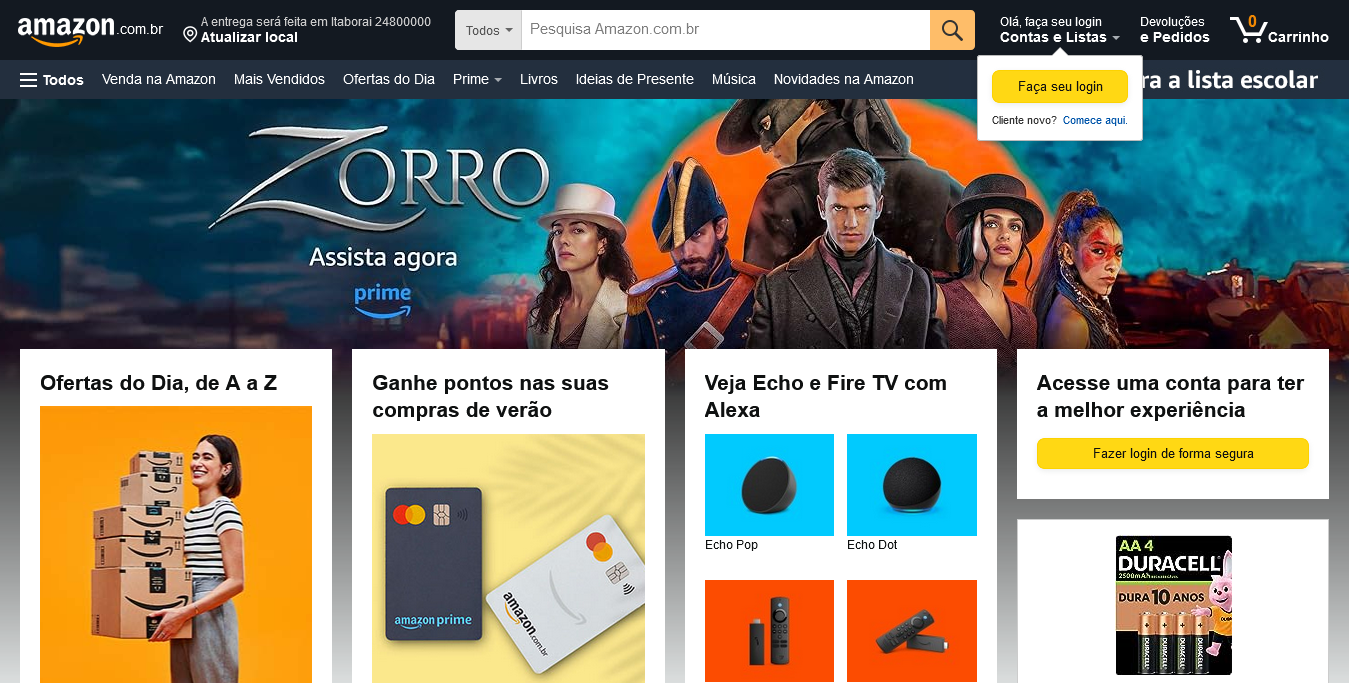 amazon.com.br
A entrega será feita em Itaborai 24800000
Atualizar local
Todos
Pesquisa Amazon.com.br
Olá, faça seu login
Contas e Listas
Devoluções
e Pedidos
0
Carrinho
Todos
Venda na Amazon
Mais Vendidos
Ofertas do Dia
Prime
Livros
Ideias de Presente
Música
Novidades na Amazon
ra a lista escolar
Faça seu login
Cliente novo? Comece aqui.
ZORRO
Assista agora
prime
Ofertas do Dia, de A a Z
Ganhe pontos nas suas
compras de verão
amazon prime
amazon.com.br
Veja Echo e Fire TV com
Alexa
Echo Pop
Echo Dot
Acesse uma conta para ter
a melhor experiência
Fazer login de forma segura
AA 4
DURACELL
2500mAh
DURA 10 ANOS
DURACELL
DURACELL
DURACELL
DURACELL